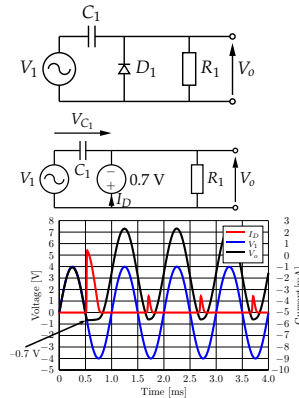 C1
V1
D1
R1
Vo
VC1
V1
C1
− + 0.7 V
ID
R1
Vo
8
7
6
5
4
3
2
1
0
−1
−2
−3
−4
−5
Voltage [V]
−0.7 V
ID
V1
Vo
3
2
1
0
−1
−2
−3
−4
−5
−6
−7
−8
−9
−10
0 0.5 1.0 1.5 2.0 2.5 3.0 3.5 4.0
Time [ms]